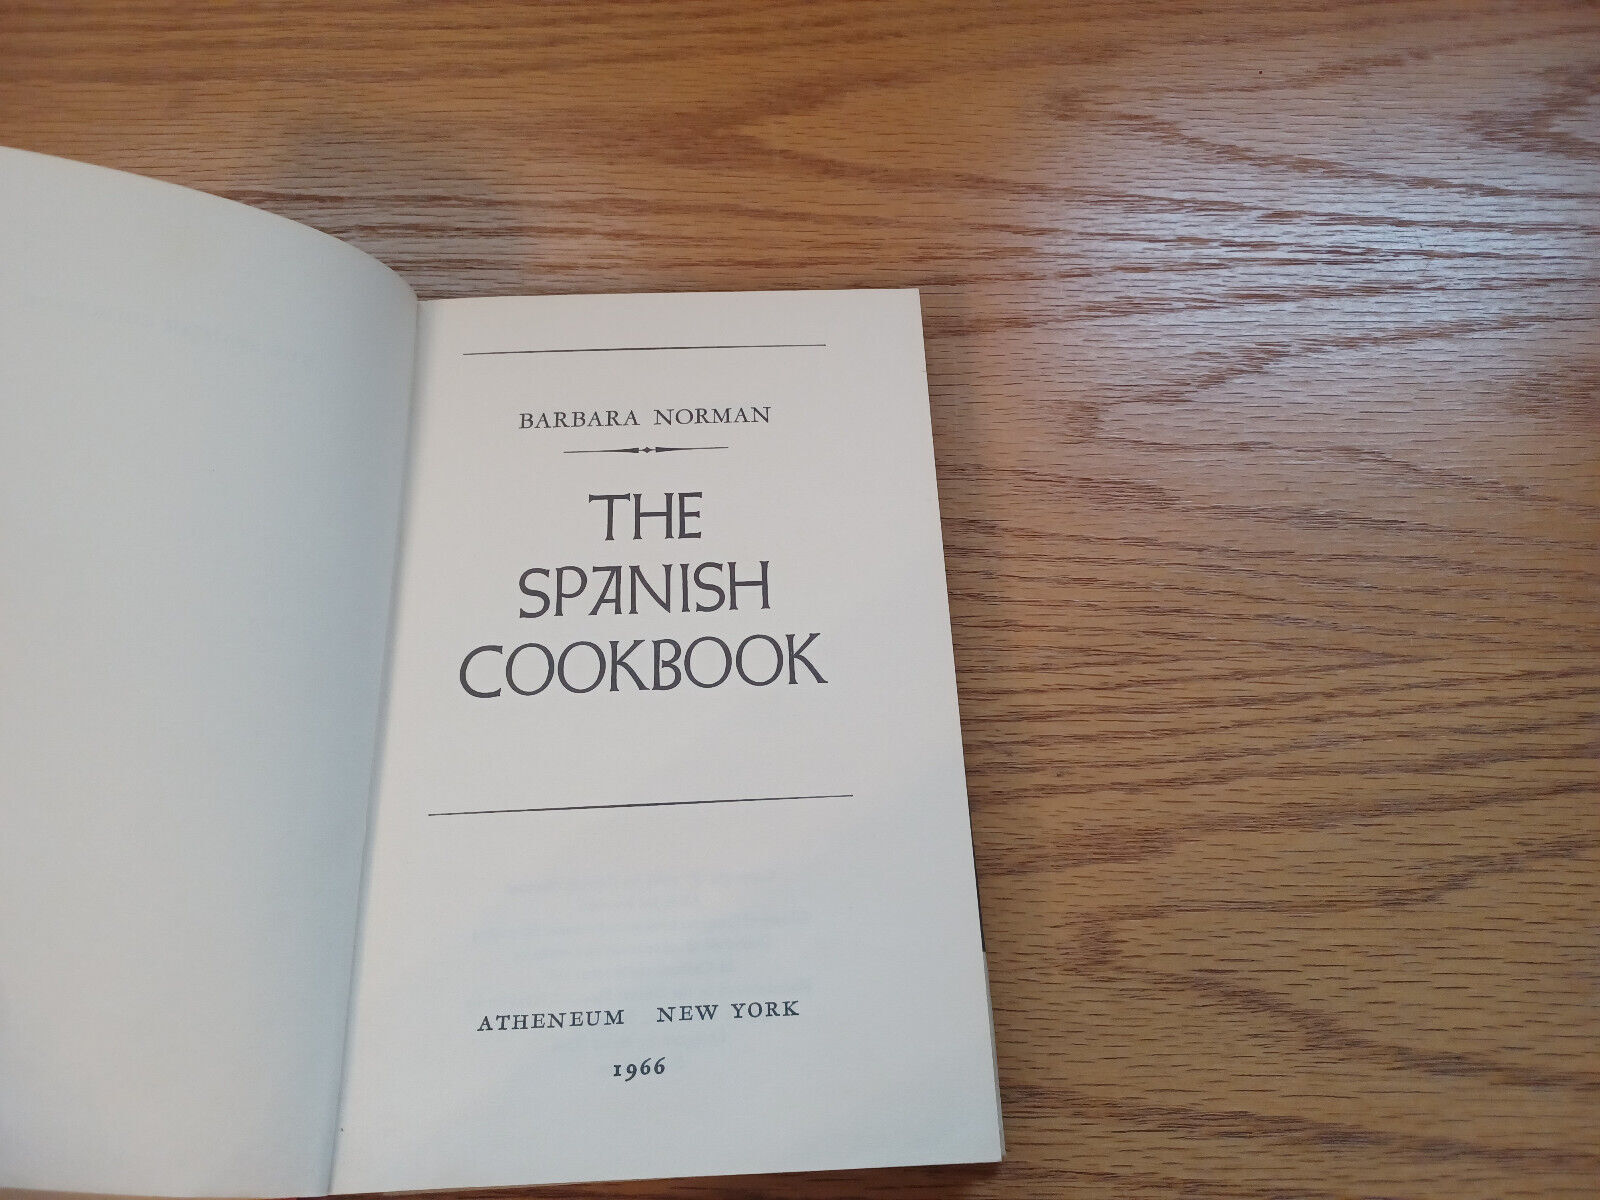 BARBARA NORMAN
THE
SPANISH
COOKBOOK
ATHENEUM NEW YORK
1966